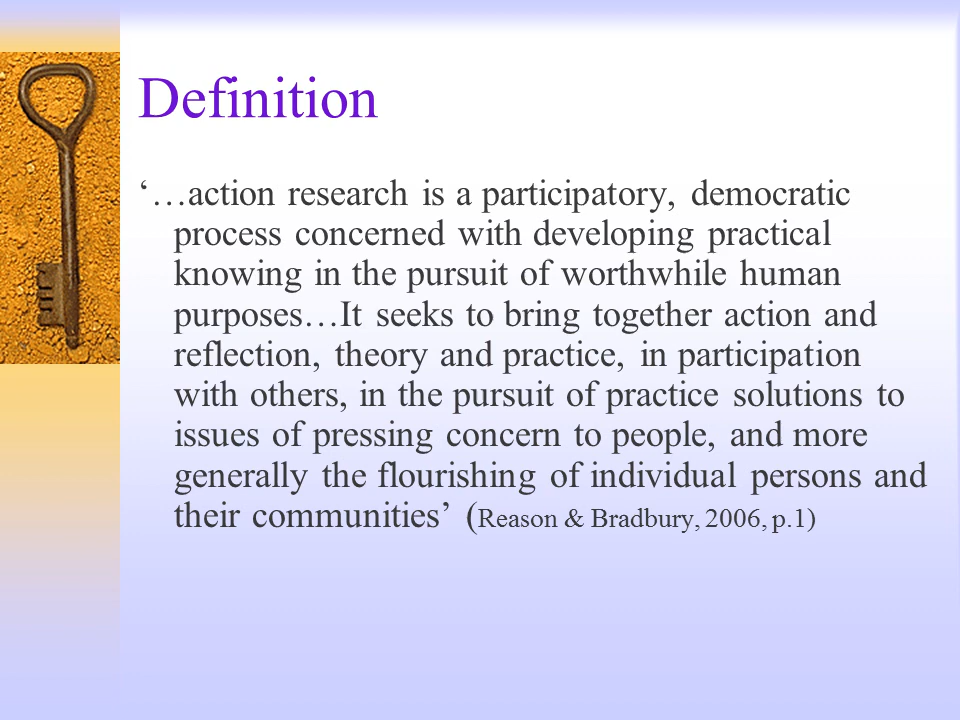 Definition
‘…action research is a participatory, democratic
process concerned with developing practical
knowing in the pursuit of worthwhile human
purposes…It seeks to bring together action and
reflection, theory and practice, in participation
with others, in the pursuit of practice solutions to
issues of pressing concern to people, and more
generally the flourishing of individual persons and
their communities’ (Reason & Bradbury, 2006, p.1)